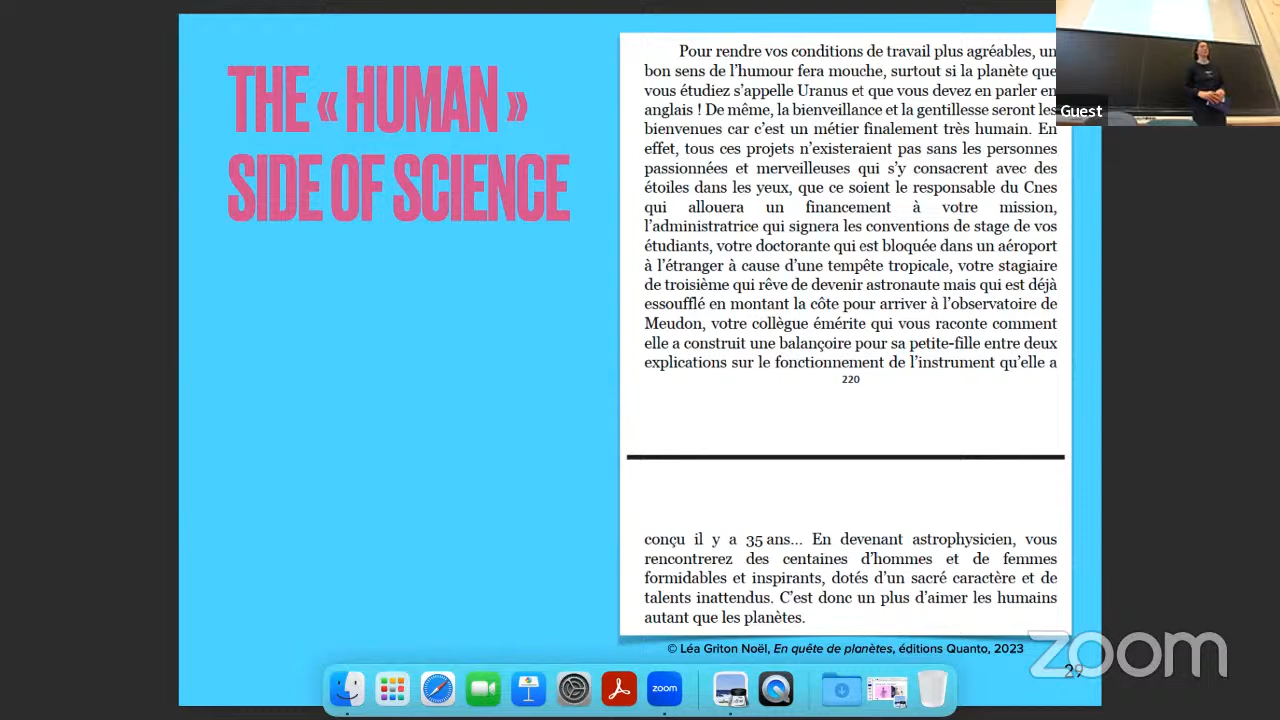 THE « HUMAN »
SIDE OF SCIENCE
Pour rendre vos conditions de travail plus agréables, un
bon sens de l’humour fera mouche, surtout si la planète que
vous étudiez s’appelle Uranus et que vous devez en parler en
anglais ! De même, la bienveillance et la gentillesse seront les
bienvenues car c’est un métier finalement très humain. En
effet, tous ces projets n’existeraient pas sans les personnes
passionnées et merveilleuses qui s’y consacrent avec des
étoiles dans les yeux, que ce soient le responsable du Cnes
qui allouera un financement à votre mission,
l’administratrice qui signera les conventions de stage de vos
étudiants, votre doctorante qui est bloquée dans un aéroport
à l’étranger à cause d’une tempête tropicale, votre stagiaire
de troisième qui rêve de devenir astronaute mais qui est déjà
essoufflé en montant la côte pour arriver à l’observatoire de
Meudon, votre collègue émérite qui vous raconte comment
elle a construit une balançoire pour sa petite-fille entre deux
explications sur le fonctionnement de l’instrument qu’elle a
220
conçu il y a 35 ans... En devenant astrophysicien, vous
rencontrerez des centaines d’hommes et de femmes
formidables et inspirants, dotés d’un sacré caractère et de
talents inattendus. C’est donc un plus d’aimer les humains
autant que les planètes.
© Léa Griton Noël, En quête de planètes, éditions Quanto, 2023
29
Guest
zoom
zoom